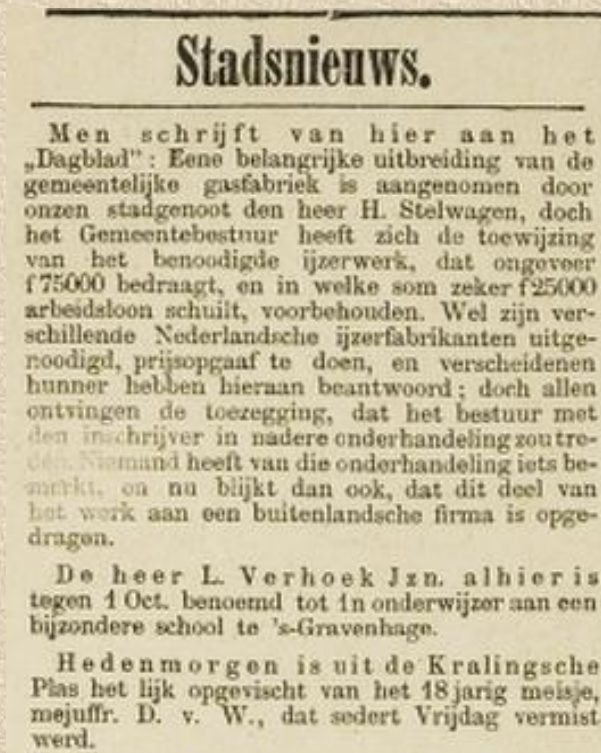 Stadsnieuws.
Men schrijft van hier aan het
„Dagblad”: Eene belangrijke uitbreiding van de
gemeentelijke gasfabriek is aangenomen door
onzen stadgenoot den heer H. Stelwagen, doch
het Gemeentebestuur heeft zich de toewijzing
van het benoodigde ijzerwerk, dat ongeveer
f 75000 bedraagt, en in welke som zeker f 25000
arbeidsloon schuilt, voorbehouden. Wel zijn ver-
schillende Nederlandsche ijzerfabrikanten uitge-
noodigd, prijsopgaaf te doen, en verscheidenen
hunner hebben hieraan beantwoord; doch allen
ontvingen de toezegging, dat het bestuur met
den inschrijver in nadere onderhandeling zou tre-
den. Niemand heeft van die onderhandeling iets be-
merkt, en nu blijkt dan ook, dat dit deel van
het werk aan een buitenlandsche firma is opge-
dragen.
De heer L. Verhoek Jzn. alhier is
tegen 1 Oct. benoemd tot 1n onderwijzer aan een
bijzondere school te 's-Gravenhage.
Hedenmorgen is uit de Kralingsche
Plas het lijk opgevischt van het 18 jarig meisje,
mejuffr. D. v. W., dat sedert Vrijdag vermist
werd.